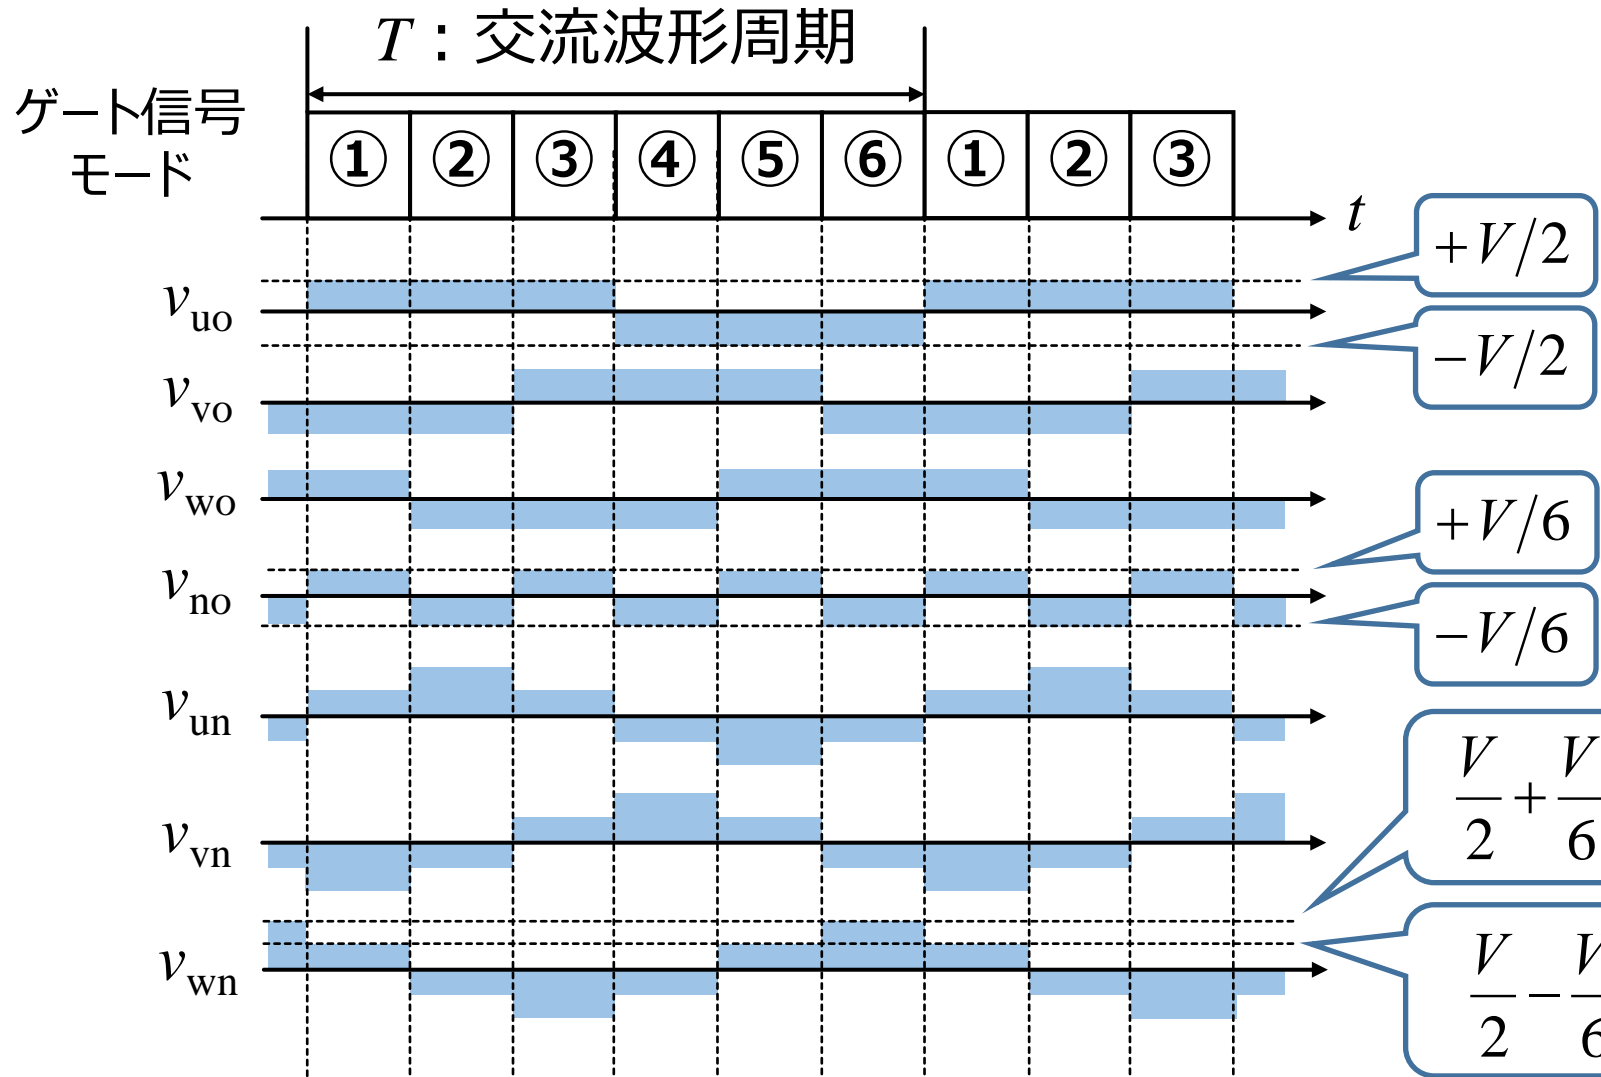 T：交流波形周期
ゲート信号
モード
① ② ③ ④ ⑤ ⑥ ① ② ③
t
+V/2
v_uo
−V/2
v_vo
v_wo
+V/6
v_no
−V/6
v_un
V/2 + V/6
v_vn
v_wn
V/2 − V/6